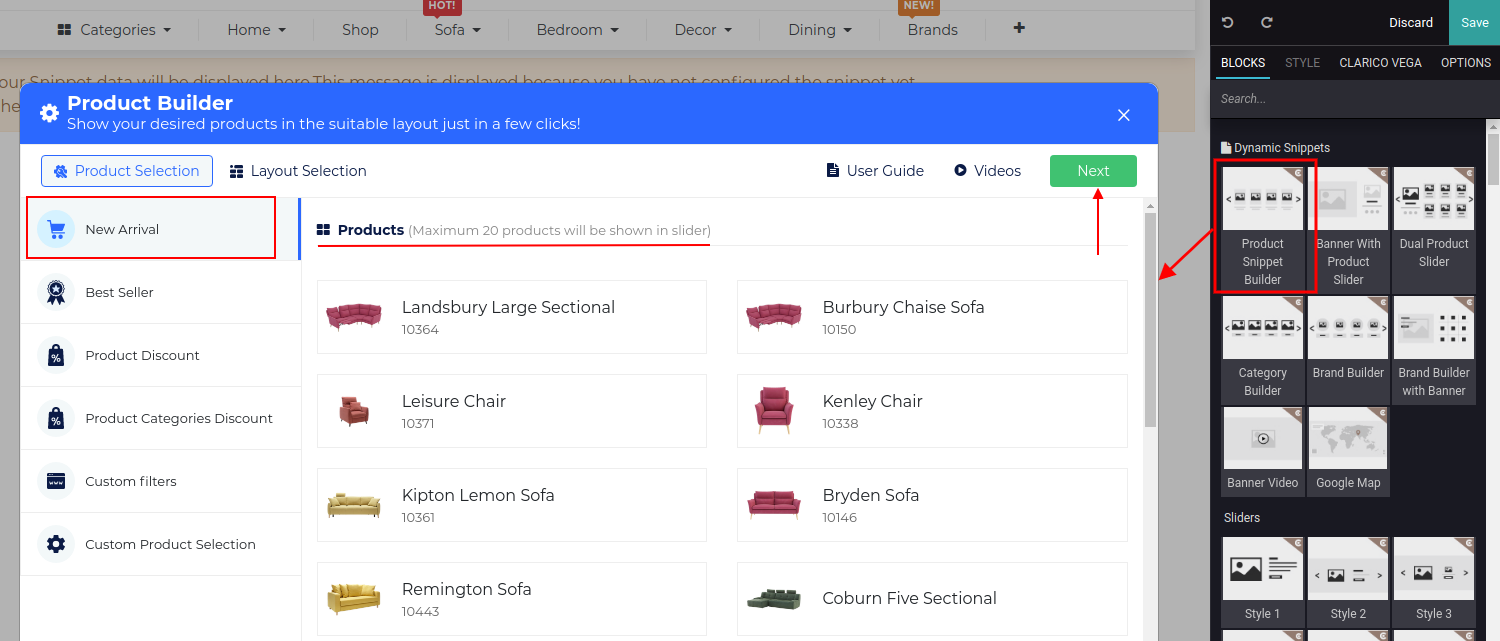 HOT!
NEW!
Categories
Home
Shop
Sofa
Bedroom
Decor
Dining
Brands
Discard
Save
BLOCKS
STYLE
CLARICO VEGA
OPTIONS
Search...
our Snippet data will be displayed here.This message is displayed because you have not configured the snippet yet
he
Product Builder
Show your desired products in the suitable layout just in a few clicks!
Product Selection
Layout Selection
User Guide
Videos
Next
New Arrival
Best Seller
Product Discount
Product Categories Discount
Custom filters
Custom Product Selection
Products (Maximum 20 products will be shown in slider)
Landsbury Large Sectional
10364
Burbury Chaise Sofa
10150
Leisure Chair
10371
Kenley Chair
10338
Kipton Lemon Sofa
10361
Bryden Sofa
10146
Remington Sofa
10443
Coburn Five Sectional
Dynamic Snippets
Product
Snippet
Builder
Banner With
Product
Slider
Dual Product
Slider
Category
Builder
Brand Builder
Brand Builder
with Banner
Banner Video
Google Map
Sliders
Style 1
Style 2
Style 3